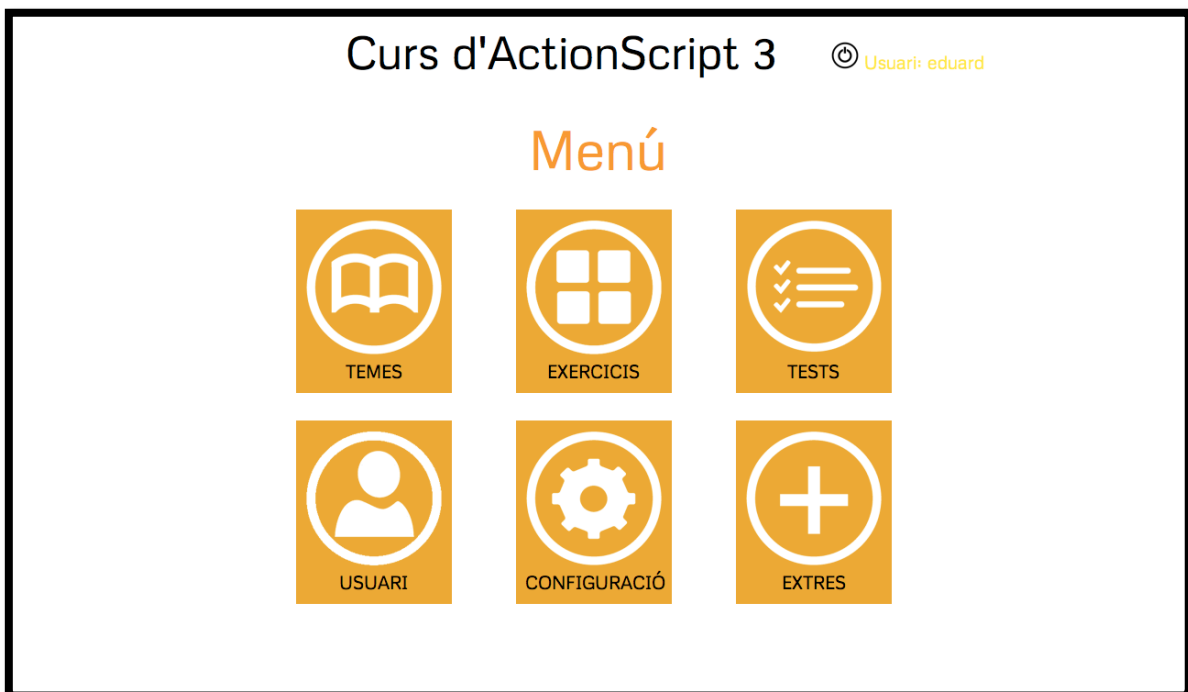 Curs d'ActionScript 3
Usuari: eduard
Menú
TEMES
EXERCICIS
TESTS
USUARI
CONFIGURACIÓ
EXTRES